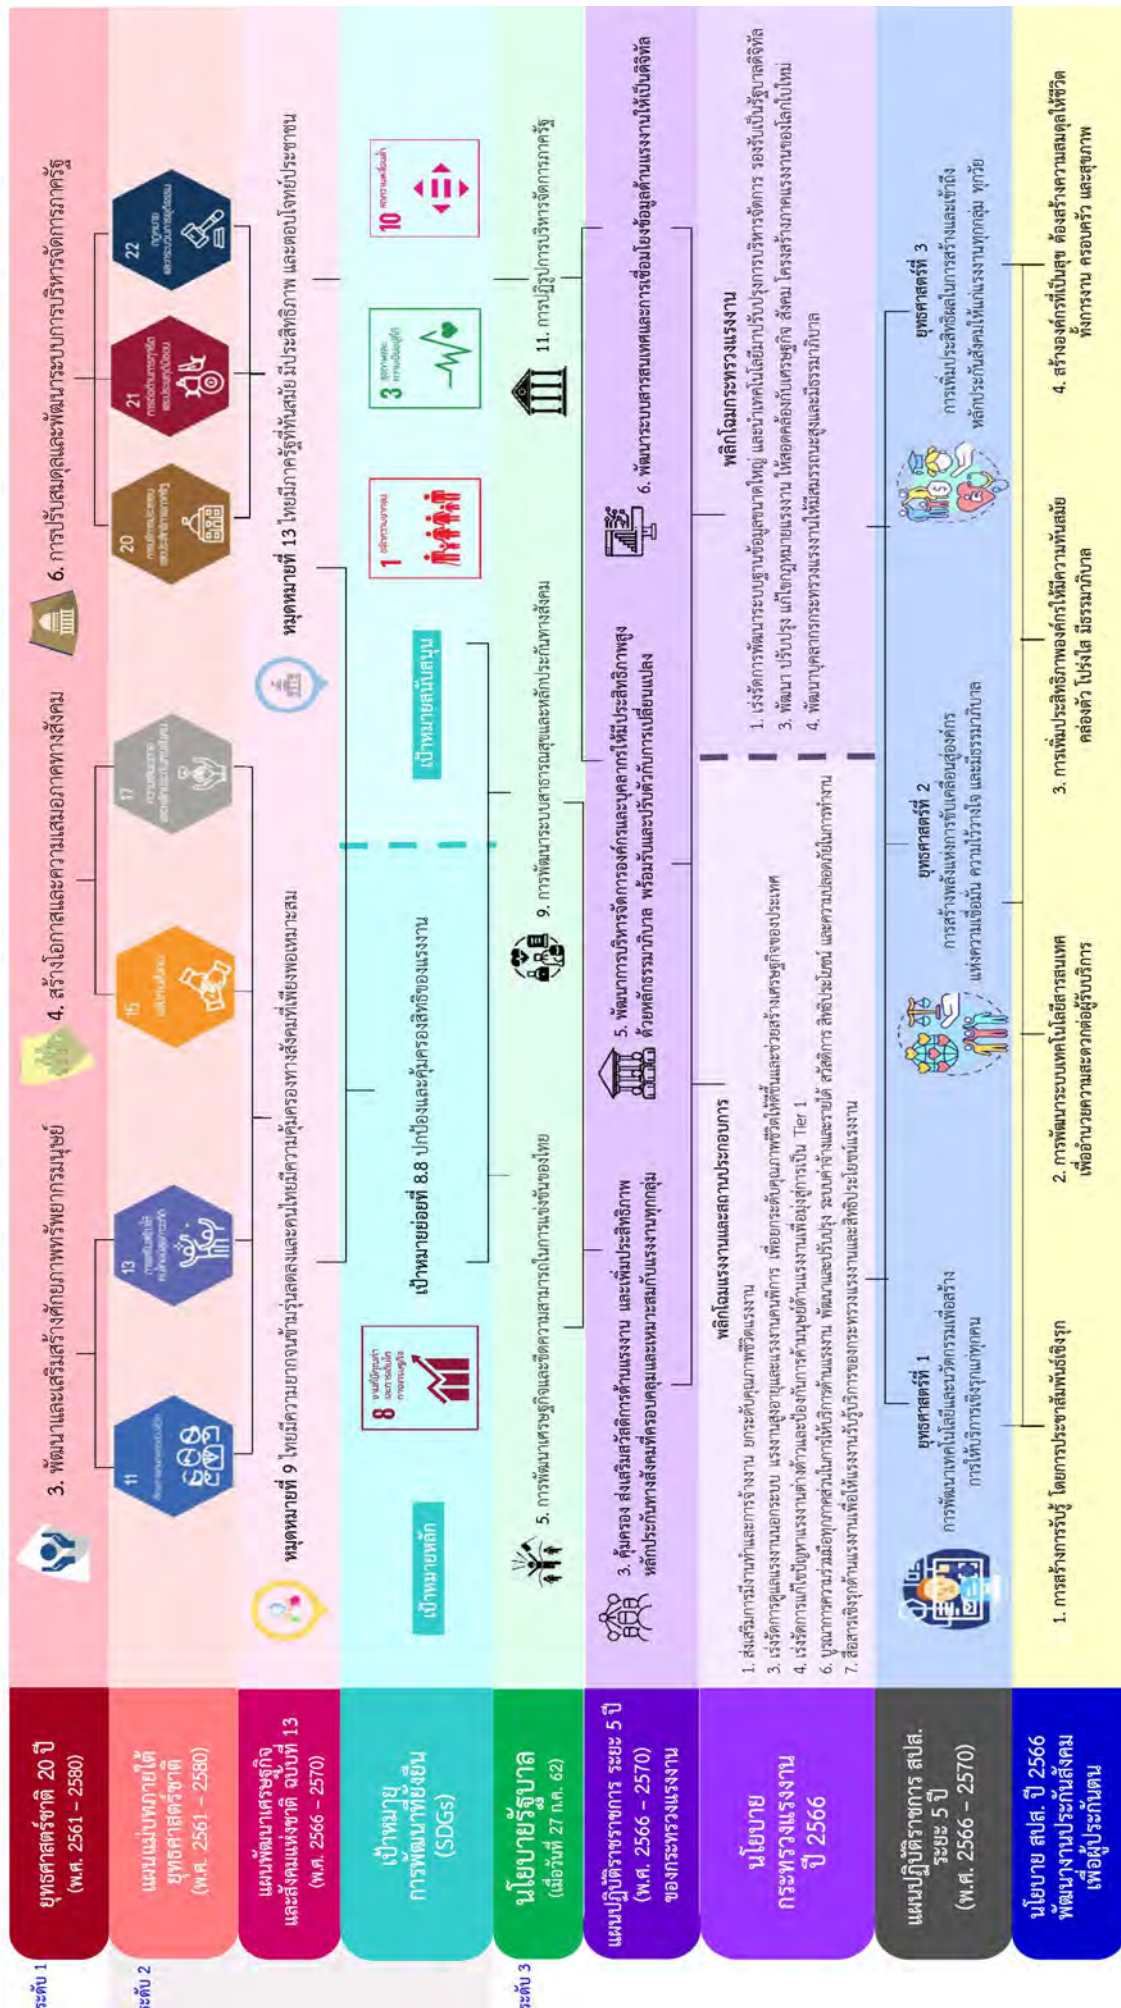 ระดับ 1
ยุทธศาสตร์ชาติ 20 ปี
(พ.ศ. 2561 – 2580)
3. พัฒนาและเสริมสร้างศักยภาพทรัพยากรมนุษย์
4. สร้างโอกาสและความเสมอภาคทางสังคม
6. การปรับสมดุลและพัฒนาระบบการบริหารจัดการภาครัฐ
ระดับ 2
แผนแม่บทภายใต้
ยุทธศาสตร์ชาติ
(พ.ศ. 2561 – 2580)
11
13
15
พลังทางสังคม
17
20
21
22
แผนพัฒนาเศรษฐกิจ
และสังคมแห่งชาติ ฉบับที่ 13
(พ.ศ. 2566 – 2570)
หมุดหมายที่ 9 ไทยมีความยากจนข้ามรุ่นลดลงและคนไทยมีความคุ้มครองทางสังคมที่เพียงพอเหมาะสม
หมุดหมายที่ 13 ไทยมีภาครัฐที่ทันสมัย มีประสิทธิภาพ และตอบโจทย์ประชาชน
เป้าหมาย
การพัฒนาที่ยั่งยืน
(SDGs)
เป้าหมายหลัก
8 งานที่มีคุณค่า
และการเติบโต
ทางเศรษฐกิจ
เป้าหมายย่อยที่ 8.8 ปกป้องและคุ้มครองสิทธิของแรงงาน
เป้าหมายสนับสนุน
1 ขจัดความยากจน
3 สุขภาพและ
ความเป็นอยู่ที่ดี
10 ลดความเหลื่อมล้ำ
ระดับ 3
นโยบายรัฐบาล
(เมื่อวันที่ 27 ก.ค. 62)
5. การพัฒนาเศรษฐกิจและขีดความสามารถในการแข่งขันของไทย
9. การพัฒนาระบบสาธารณสุขและหลักประกันทางสังคม
11. การปฏิรูปการบริหารจัดการภาครัฐ
แผนปฏิบัติราชราชการ ระยะ 5 ปี
(พ.ศ. 2566 – 2570)
ของกระทรวงแรงงาน
3. คุ้มครอง ส่งเสริมสวัสดิการด้านแรงงาน และเพิ่มประสิทธิภาพ
หลักประกันทางสังคมที่ครอบคลุมและเหมาะสมกับแรงงานทุกกลุ่ม
5. พัฒนาการบริหารจัดการองค์กรและบุคลากรให้มีประสิทธิภาพสูง
ด้วยหลักธรรมาภิบาล พร้อมรับและปรับตัวกับการเปลี่ยนแปลง
6. พัฒนาระบบสารสนเทศและการเชื่อมโยงข้อมูลด้านแรงงานให้เป็นดิจิทัล
นโยบาย
กระทรวงแรงงาน
ปี 2566
พลิกโฉมแรงงานและสถานประกอบการ
1. ส่งเสริมการมีงานทำและการจ้างงาน ยกระดับคุณภาพชีวิตแรงงาน
3. เร่งรัดการดูแลแรงงานนอกระบบ แรงงานสูงอายุและแรงงานคนพิการ เพื่อยกระดับคุณภาพชีวิตให้ดีขึ้นและช่วยสร้างเศรษฐกิจของประเทศ
4. เร่งรัดการแก้ไขปัญหาแรงงานต่างด้าวและป้องกันการค้ามนุษย์ด้านแรงงานเพื่อมุ่งสู่การเป็น Tier 1
6. บูรณาการความร่วมมือทุกภาคส่วนในการให้บริการด้านแรงงาน พัฒนาและปรับปรุง ระบบค่าจ้างและรายได้ สวัสดิการ สิทธิประโยชน์ และความปลอดภัยในการทำงาน
7. สื่อสารเชิงรุกด้านแรงงานเพื่อให้แรงงานรับรู้บริการของกระทรวงแรงงานและสิทธิประโยชน์แรงงาน
พลิกโฉมกระทรวงแรงงาน
1. เร่งรัดการพัฒนาระบบฐานข้อมูลขนาดใหญ่ และนำเทคโนโลยีมาปรับปรุงการบริหารจัดการ รองรับเป็นรัฐบาลดิจิทัล
3. พัฒนา ปรับปรุง แก้ไขกฎหมายแรงงาน ให้สอดคล้องกับเศรษฐกิจ สังคม โครงสร้างภาคแรงงานของโลกใบใหม่
4. พัฒนาบุคลากรกระทรวงแรงงานให้มีสมรรถนะสูงและมีธรรมาภิบาล
แผนปฏิบัติราชการ สปส.
ระยะ 5 ปี
(พ.ศ. 2566 – 2570)
ยุทธศาสตร์ที่ 1
การพัฒนาเทคโนโลยีและนวัตกรรมเพื่อสร้าง
การให้บริการเชิงรุกแก่ทุกคน
ยุทธศาสตร์ที่ 2
การสร้างพลังแห่งการขับเคลื่อนสู่องค์กร
แห่งความเชื่อมั่น ความไว้วางใจ และมีธรรมาภิบาล
ยุทธศาสตร์ที่ 3
การเพิ่มประสิทธิผลในการสร้างและเข้าถึง
หลักประกันสังคมให้แก่แรงงานทุกกลุ่ม ทุกวัย
นโยบาย สปส. ปี 2566
พัฒนางานประกันสังคม
เพื่อผู้ประกันตน
1. การสร้างการรับรู้ โดยการประชาสัมพันธ์เชิงรุก
2. การพัฒนาระบบเทคโนโลยีสารสนเทศ
เพื่ออำนวยความสะดวกต่อผู้รับบริการ
3. การเพิ่มประสิทธิภาพองค์กรให้มีความทันสมัย
คล่องตัว โปร่งใส มีธรรมาภิบาล
4. สร้างองค์กรที่เป็นสุข ต้องสร้างความสมดุลให้ชีวิต
ทั้งการงาน ครอบครัว และสุขภาพ